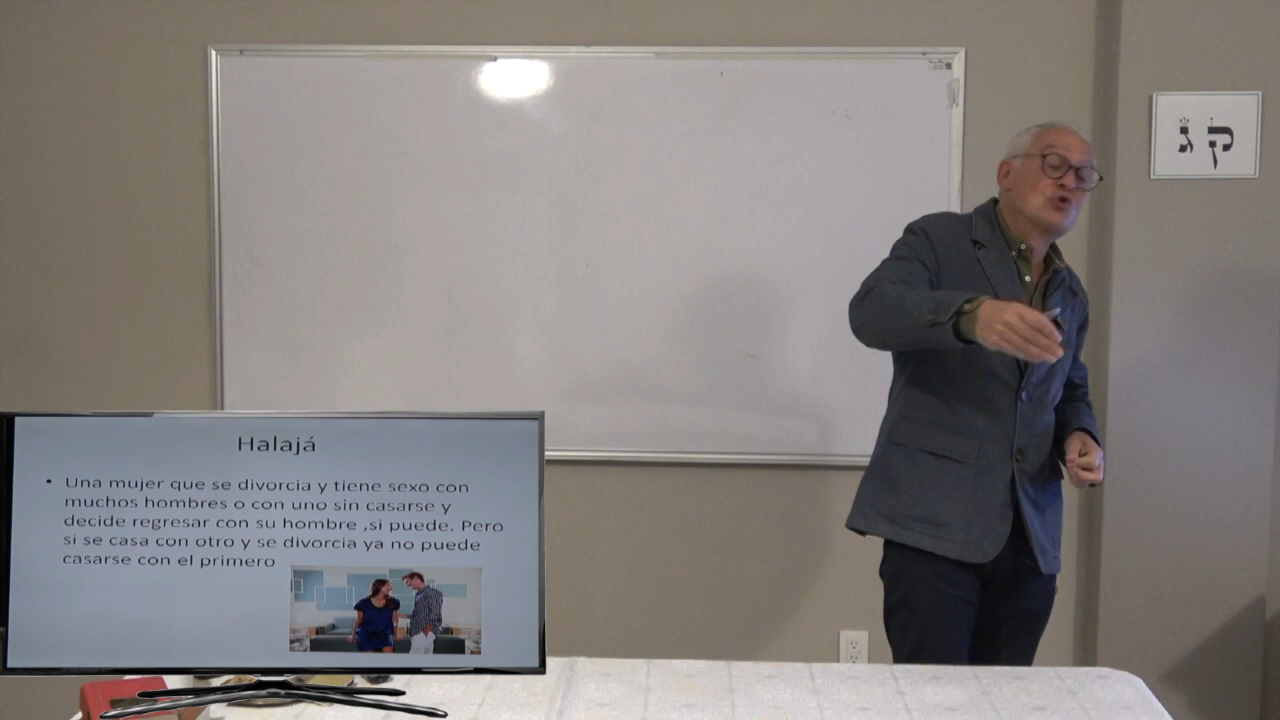 Halajá
• Una mujer que se divorcia y tiene sexo con
muchos hombres o con uno sin casarse y
decide regresar con su hombre ,si puede. Pero
si se casa con otro y se divorcia ya no puede
casarse con el primero
ק ג